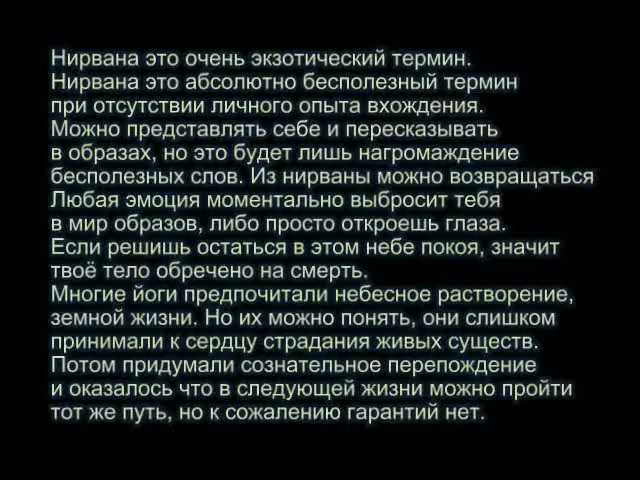 Нирвана это очень экзотический термин.
Нирвана это абсолютно бесполезный термин
при отсутствии личного опыта вхождения.
Можно представлять себе и пересказывать
в образах, но это будет лишь нагромаждение
бесполезных слов. Из нирваны можно возвращаться
Любая эмоция моментально выбросит тебя
в мир образов, либо просто откроешь глаза.
Если решишь остаться в этом небе покоя, значит
твоё тело обречено на смерть.
Многие йоги предпочитали небесное растворение,
земной жизни. Но их можно понять, они слишком
принимали к сердцу страдания живых существ.
Потом придумали сознательное перепождение
и оказалось что в следующей жизни можно пройти
тот же путь, но к сожалению гарантий нет.